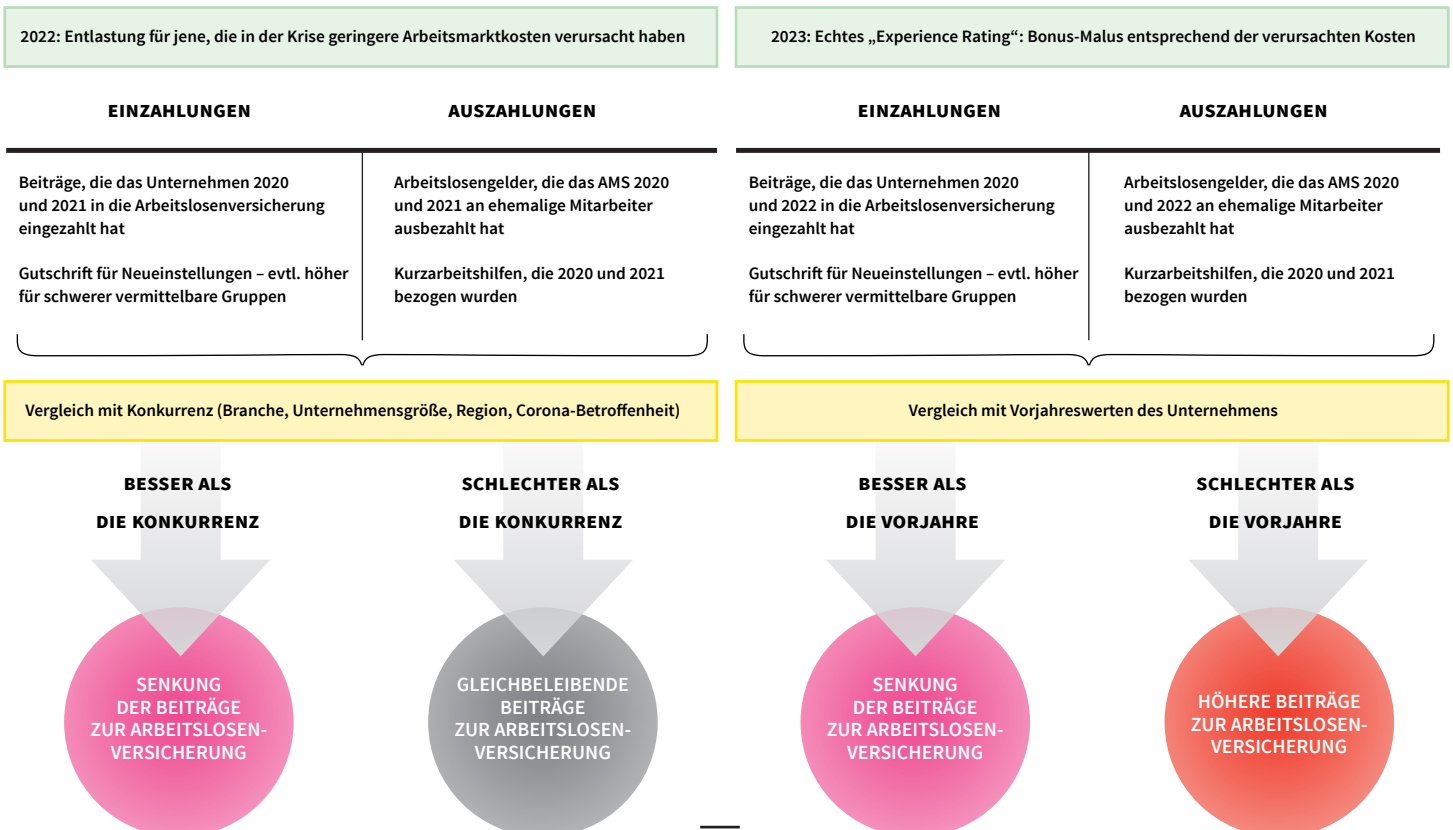 2022: Entlastung für jene, die in der Krise geringere Arbeitsmarktkosten verursacht haben
EINZAHLUNGEN
AUSZAHLUNGEN
Beiträge, die das Unternehmen 2020
und 2021 in die Arbeitslosenversicherung
eingezahlt hat
Gutschrift für Neueinstellungen – evtl. höher
für schwerer vermittelbare Gruppen
Arbeitslosengelder, die das AMS 2020
und 2021 an ehemalige Mitarbeiter
ausbezahlt hat
Kurzarbeitshilfen, die 2020 und 2021
bezogen wurden
Vergleich mit Konkurrenz (Branche, Unternehmensgröße, Region, Corona-Betroffenheit)
BESSER ALS
DIE KONKURRENZ
SENKUNG
DER BEITRÄGE
ZUR ARBEITSLOSEN-
VERSICHERUNG
SCHLECHTER ALS
DIE KONKURRENZ
GLEICHBELEIBENDE
BEITRÄGE
ZUR ARBEITSLOSEN-
VERSICHERUNG
2023: Echtes „Experience Rating“: Bonus-Malus entsprechend der verursachten Kosten
EINZAHLUNGEN
AUSZAHLUNGEN
Beiträge, die das Unternehmen 2020
und 2022 in die Arbeitslosenversicherung
eingezahlt hat
Gutschrift für Neueinstellungen – evtl. höher
für schwerer vermittelbare Gruppen
Arbeitslosengelder, die das AMS 2020
und 2022 an ehemalige Mitarbeiter
ausbezahlt hat
Kurzarbeitshilfen, die 2020 und 2021
bezogen wurden
Vergleich mit Vorjahreswerten des Unternehmens
BESSER ALS
DIE VORJAHRE
SENKUNG
DER BEITRÄGE
ZUR ARBEITSLOSEN-
VERSICHERUNG
SCHLECHTER ALS
DIE VORJAHRE
HÖHERE BEITRÄGE
ZUR ARBEITSLOSEN-
VERSICHERUNG